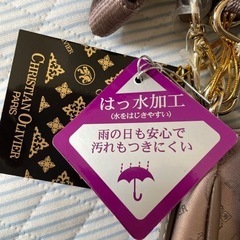 CHRISTIAN OLIVIER
PARIS
はっ水加工
(水をはじきやすい)
雨の日も安心で
汚れもつきにくい